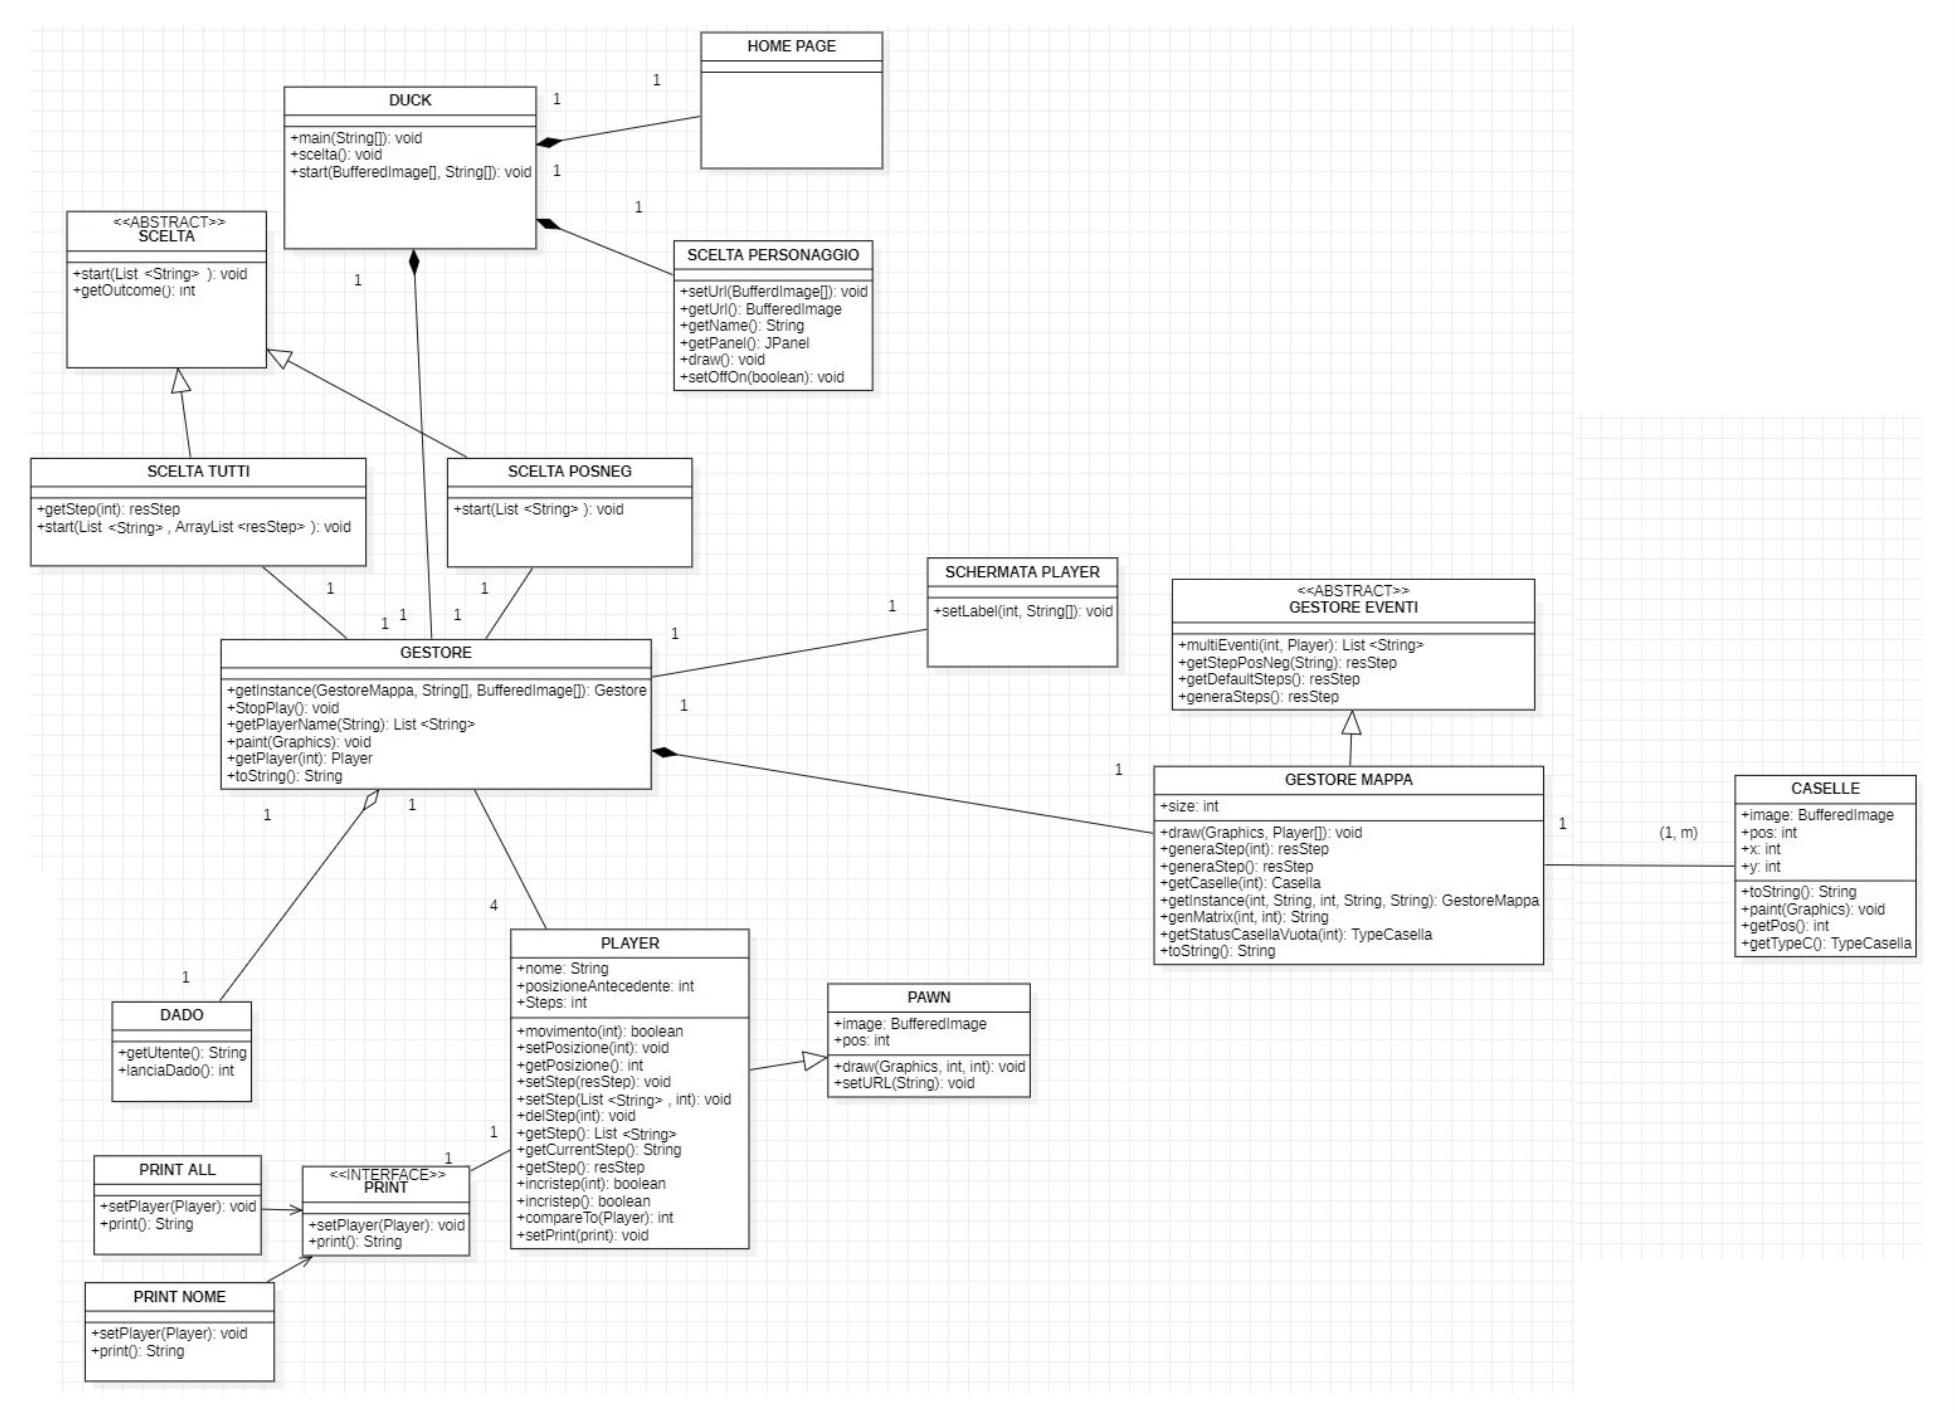 HOME PAGE
1
DUCK
+main(String[]): void
+scelta(): void
+start(BufferedImage[], String[]): void
1
1
1
1
<<ABSTRACT>>
SCELTA
+start(List <String> ): void
+getOutcome(): int
SCELTA PERSONAGGIO
+setUrl(BufferdImage[]): void
+getUrl(): BufferedImage
+getName(): String
+getPanel(): JPanel
+draw(): void
+setOffOn(boolean): void
SCELTA TUTTI
+getStep(int): resStep
+start(List <String> , ArrayList <resStep> ): void
SCELTA POSNEG
+start(List <String> ): void
1
1
1
1
1
SCHERMATA PLAYER
+setLabel(int, String[]): void
1
1
<<ABSTRACT>>
GESTORE EVENTI
+multiEventi(int, Player): List <String>
+getStepPosNeg(String): resStep
+getDefaultSteps(): resStep
+generaSteps(): resStep
GESTORE
+getInstance(GestoreMappa, String[], BufferedImage[]): Gestore
+StopPlay(): void
+getPlayerName(String): List <String>
+paint(Graphics): void
+getPlayer(int): Player
+toString(): String
1
1
1
1
GESTORE MAPPA
+size: int
+draw(Graphics, Player[]): void
+generaStep(int): resStep
+generaStep(): resStep
+getCaselle(int): Casella
+getInstance(int, String, int, String, String): GestoreMappa
+genMatrix(int, int): String
+getStatusCasellaVuota(int): TypeCasella
+toString(): String
1
(1, m)
CASELLE
+image: BufferedImage
+pos: int
+x: int
+y: int
+toString(): String
+paint(Graphics): void
+getPos(): int
+getTypeC(): TypeCasella
4
1
DADO
+getUtente(): String
+lanciaDado(): int
PLAYER
+nome: String
+posizioneAntecedente: int
+Steps: int
+movimento(int): boolean
+setPosizione(int): void
+getPosizione(): int
+setStep(resStep): void
+setStep(List <String> , int): void
+delStep(int): void
+getStep(): List <String>
+getCurrentStep(): String
+getStep(): resStep
+incristep(int): boolean
+incristep(): boolean
+compareTo(Player): int
+setPrint(print): void
PAWN
+image: BufferedImage
+pos: int
+draw(Graphics, int, int): void
+setURL(String): void
1
1
PRINT ALL
+setPlayer(Player): void
+print(): String
<<INTERFACE>>
PRINT
+setPlayer(Player): void
+print(): String
PRINT NOME
+setPlayer(Player): void
+print(): String